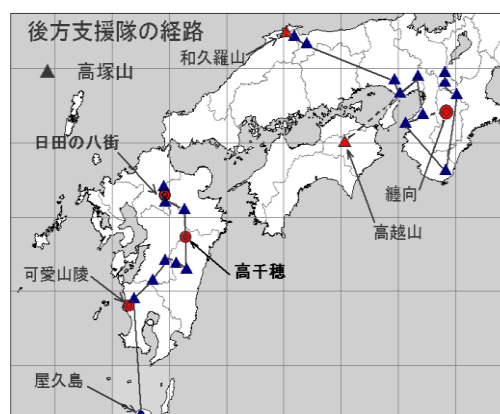 後方支援隊の経路
和久羅山
高塚山
日田の八街
纏向
高越山
高千穂
可愛山陵
屋久島